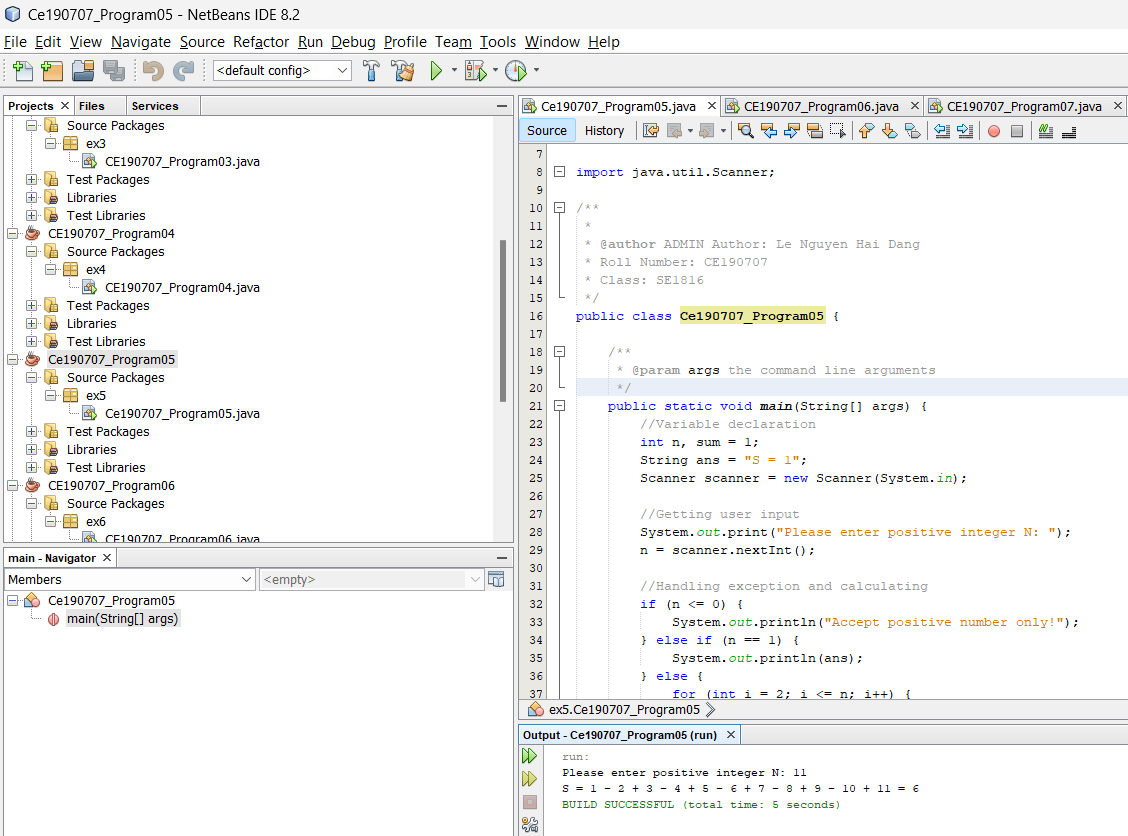 Ce190707_Program05 - NetBeans IDE 8.2
File Edit View Navigate Source Refactor Run Debug Profile Team Tools Window Help
<default config>
Projects Files Services
Source Packages
ex3
CE190707_Program03.java
Test Packages
Libraries
Test Libraries
CE190707_Program04
Source Packages
ex4
CE190707_Program04.java
Test Packages
Libraries
Test Libraries
Ce190707_Program05
Source Packages
ex5
Ce190707_Program05.java
Test Packages
Libraries
Test Libraries
CE190707_Program06
Source Packages
ex6
CE190707_Program06.java
main - Navigator
Members <empty>
Ce190707_Program05
main(String[] args)
Ce190707_Program05.java CE190707_Program06.java CE190707_Program07.java
Source History
7
8 import java.util.Scanner;
9
10 /**
11 *
12 * @author ADMIN Author: Le Nguyen Hai Dang
13 * Roll Number: CE190707
14 * Class: SE1816
15 */
16 public class Ce190707_Program05 {
17
18 /**
19 * @param args the command line arguments
20 */
21 public static void main(String[] args) {
22 //Variable declaration
23 int n, sum = 1;
24 String ans = "S = 1";
25 Scanner scanner = new Scanner(System.in);
26
27 //Getting user input
28 System.out.print("Please enter positive integer N: ");
29 n = scanner.nextInt();
30
31 //Handling exception and calculating
32 if (n <= 0) {
33 System.out.println("Accept positive number only!");
34 } else if (n == 1) {
35 System.out.println(ans);
36 } else {
37 for (int i = 2; i <= n; i++) {
ex5.Ce190707_Program05
Output - Ce190707_Program05 (run)
run:
Please enter positive integer N: 11
S = 1 - 2 + 3 - 4 + 5 - 6 + 7 - 8 + 9 - 10 + 11 = 6
BUILD SUCCESSFUL (total time: 5 seconds)